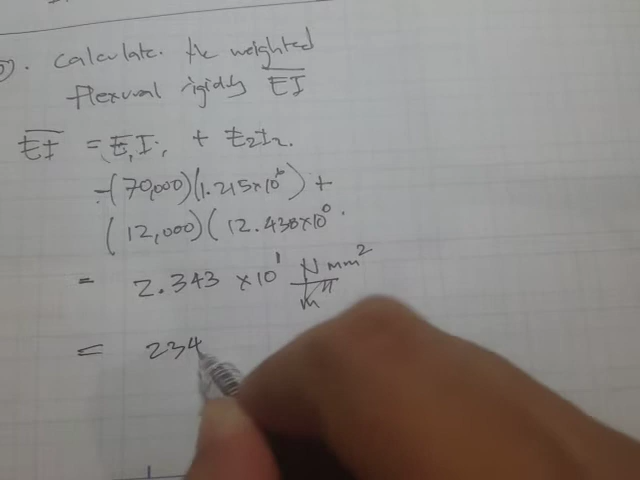 Calculate. the weighted
flexural rigidity EI
EI = E₁I₁ + E₂I₂.
=(70,000)(1.215×10⁶) +
(12,000)(12.430×10⁶.
= 2.343 ×10¹ N mm²
= 234